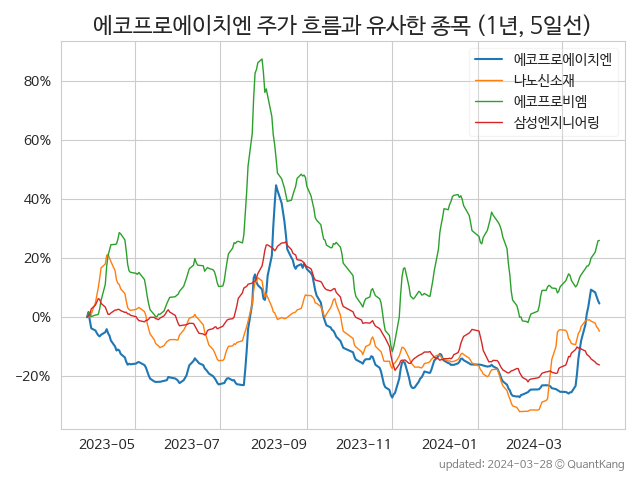 에코프로에이치엔 주가 흐름과 유사한 종목 (1년, 5일선)
에코프로에이치엔
나노신소재
에코프로비엠
삼성엔지니어링
80%
60%
40%
20%
0%
−20%
2023-05
2023-07
2023-09
2023-11
2024-01
2024-03
updated: 2024-03-28 © QuantKang